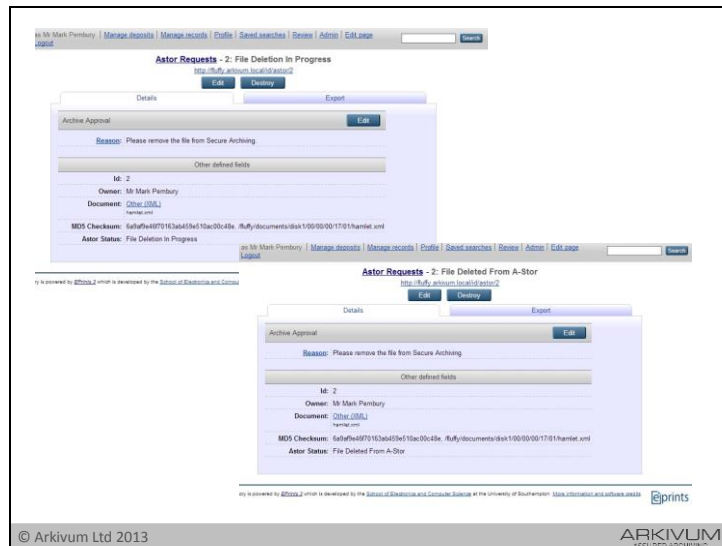 as Mr Mark Pembury | Manage deposits | Manage records | Profile | Saved searches | Review | Admin | Edit page Search
Logout
Astor Requests - 2: File Deletion In Progress
http://fluffy.arkivum.local/id/astor/2
Edit Destroy
Details Export
Archive Approval Edit
Reason: Please remove the file from Secure Archiving.
Other defined fields
Id: 2
Owner: Mr Mark Pembury
Document: Other (XML)
hamlet.xml
MD5 Checksum: /fluffy/documents/disk1/00/00/00/17/01/hamlet.xml
Astor Status: File Deletion In Progress
ry is powered by EPrints 3 which is developed by the School of Electronics and Compu
as Mr Mark Pembury | Manage deposits | Manage records | Profile | Saved searches | Review | Admin | Edit page Search
Logout
Astor Requests - 2: File Deleted From A-Stor
http://fluffy.arkivum.local/id/astor/2
Edit Destroy
Details Export
Archive Approval Edit
Reason: Please remove the file from Secure Archiving.
Other defined fields
Id: 2
Owner: Mr Mark Pembury
Document: Other (XML)
hamlet.xml
MD5 Checksum: /fluffy/documents/disk1/00/00/00/17/01/hamlet.xml
Astor Status: File Deleted From A-Stor
ory is powered by EPrints 3 which is developed by the School of Electronics and Computer Science at the University of Southampton. More information and software credits. eprints
© Arkivum Ltd 2013 ARKIVUM
ASSURED ARCHIVING